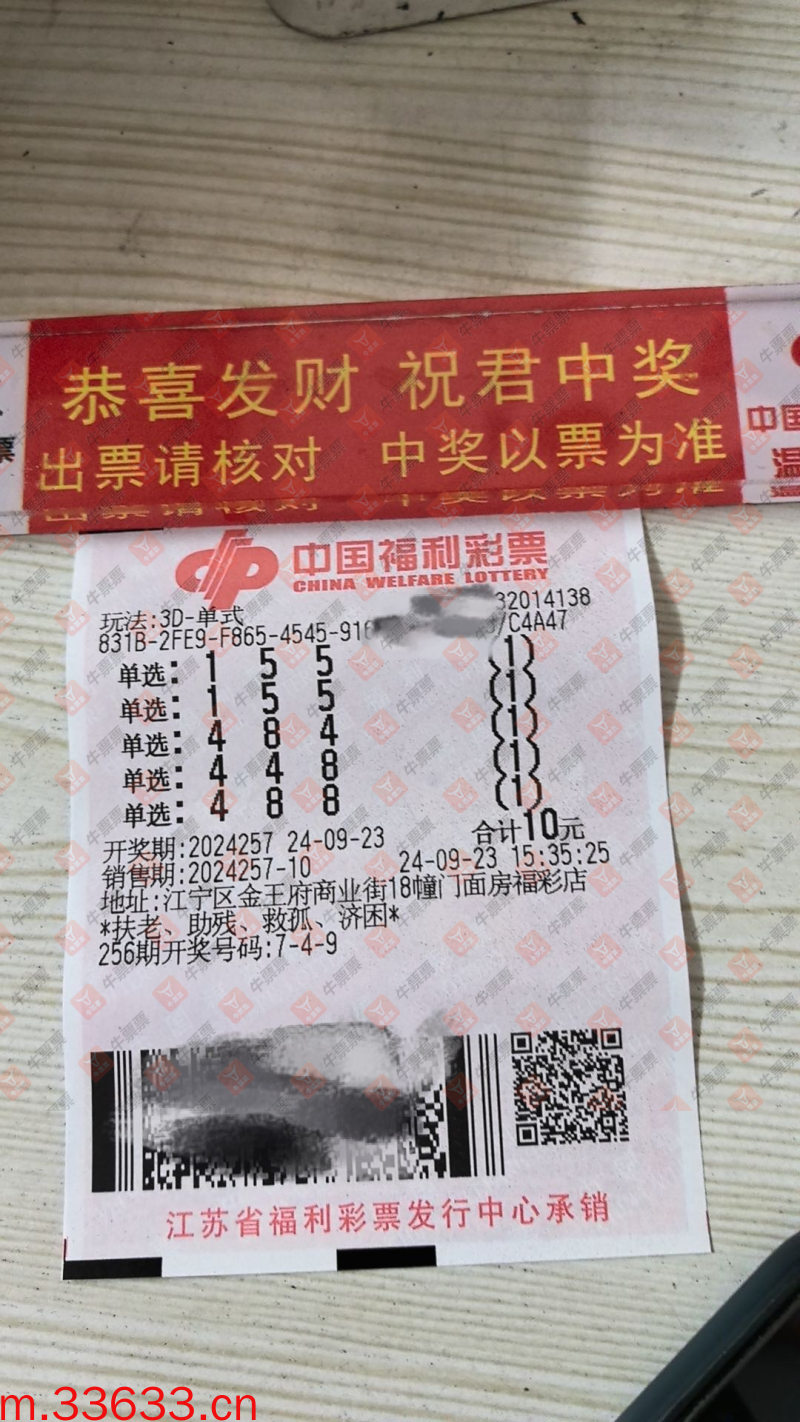 恭喜发财 祝君中奖
出票请核对 中奖以票为准
票
中国
温
中国福利彩票
CHINA WELFARE LOTTERY
玩法:3D-单式 32014138
831B-2FE9-F865-4545-916 /C4A47
单选: 1 5 5 (1)
单选: 1 5 5 (1)
单选: 4 8 4 (1)
单选: 4 4 8 (1)
单选: 4 8 8 (1)
合计10元
开奖期:2024257 24-09-23
销售期:2024257-10 24-09-23 15:35:25
地址:江宁区金王府商业街18幢门面房福彩店
*扶老、助残、救孤、济困*
256期开奖号码:7-4-9
江苏省福利彩票发行中心承销
牛票票
m.33633.cn